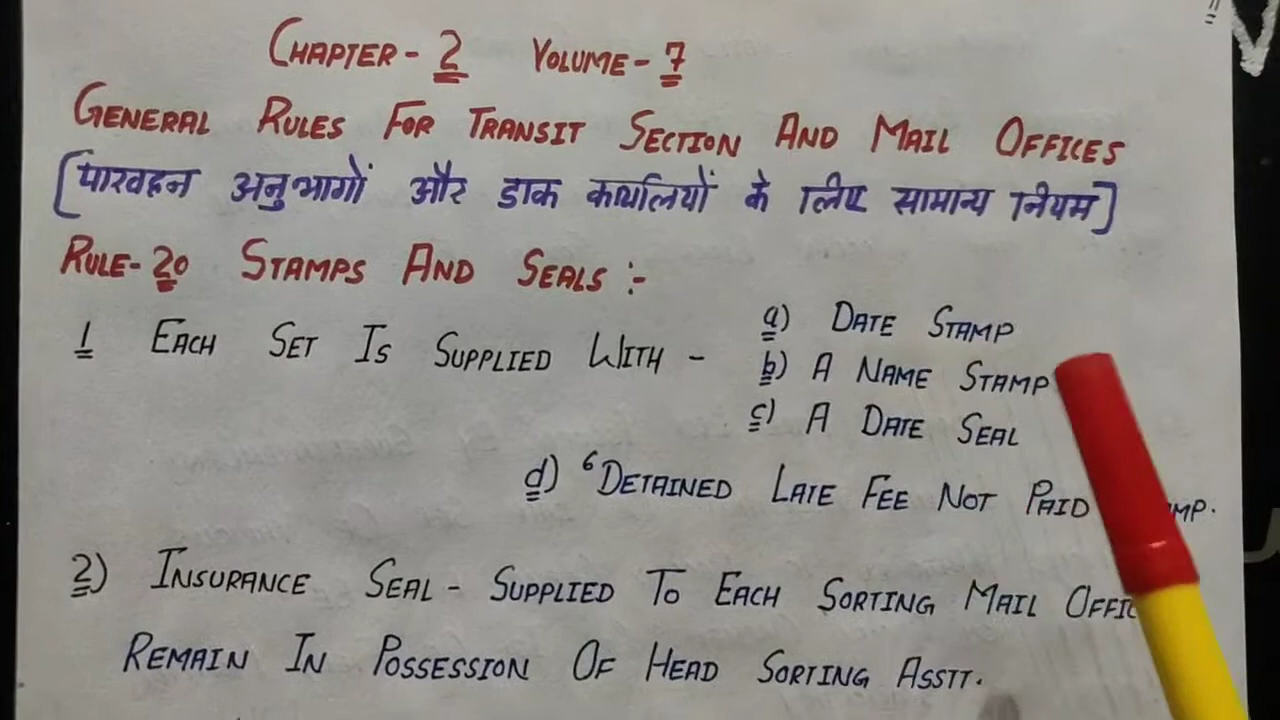 CHAPTER - 2 VOLUME - 7
GENERAL RULES FOR TRANSIT SECTION AND MAIL OFFICES
[पारवहन अनुभागों और डाक कार्यालयों के लिए सामान्य नियम]
RULE-20 STAMPS AND SEALS :-
1 EACH SET IS SUPPLIED WITH - a) DATE STAMP
b) A NAME STAMP
c) A DATE SEAL
d) ‘DETAINED LATE FEE NOT PAID
2) INSURANCE SEAL - SUPPLIED TO EACH SORTING MAIL
REMAIN IN POSSESSION OF HEAD SORTING ASSTT.